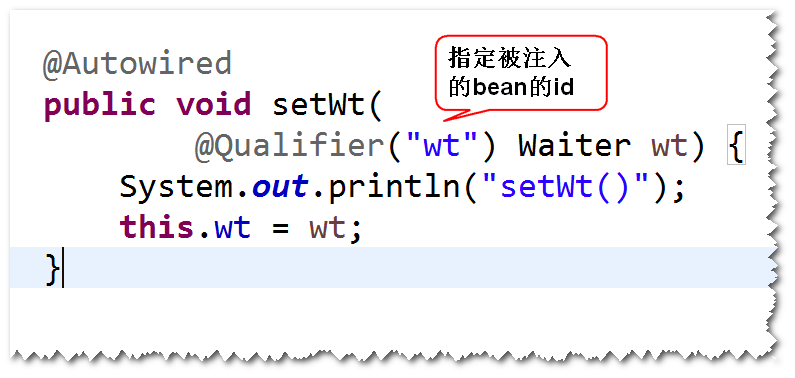 @Autowired
指定被注入
的bean的id
public void setWt(
@Qualifier("wt") Waiter wt) {
System.out.println("setWt()");
this.wt = wt;
}